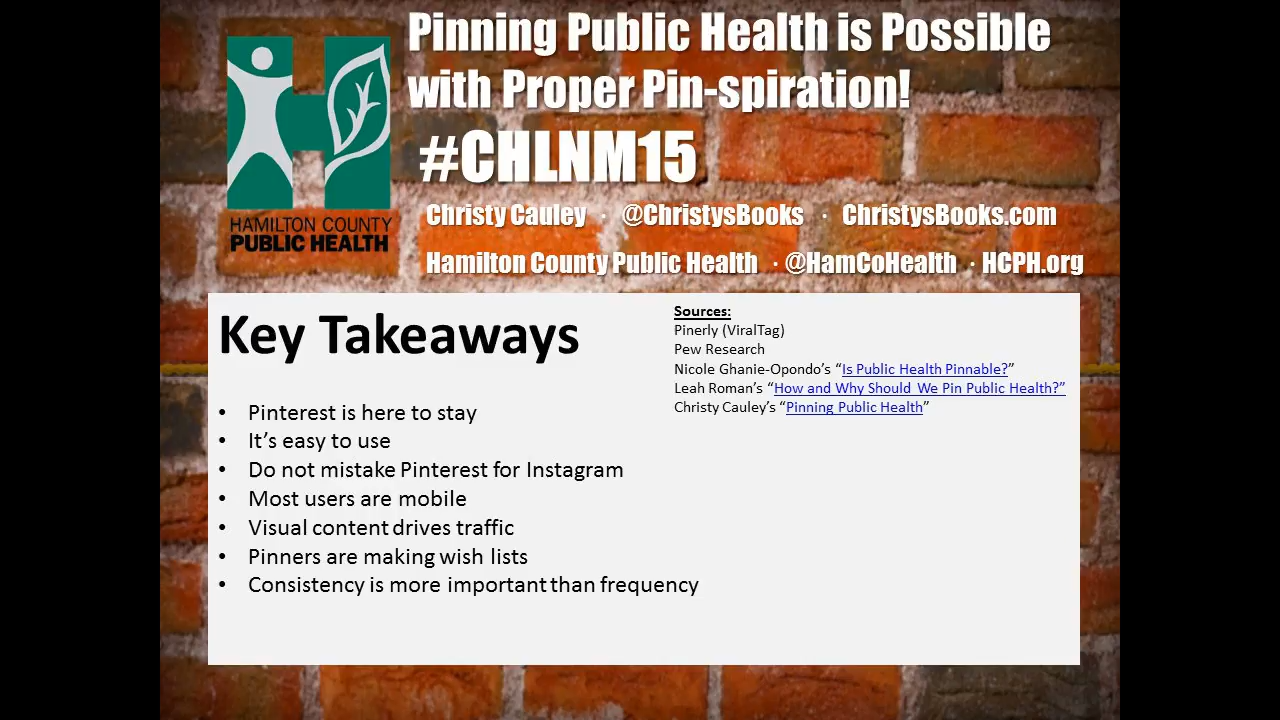 Pinning Public Health is Possible
with Proper Pin-spiration!
#CHLNM15
HAMILTON COUNTY
PUBLIC HEALTH
Christy Cauley · @ChristysBooks · ChristysBooks.com
Hamilton County Public Health · @HamCoHealth · HCPH.org
Key Takeaways
• Pinterest is here to stay
• It’s easy to use
• Do not mistake Pinterest for Instagram
• Most users are mobile
• Visual content drives traffic
• Pinners are making wish lists
• Consistency is more important than frequency
Sources:
Pinerly (ViralTag)
Pew Research
Nicole Ghanie-Opondo’s “Is Public Health Pinnable?”
Leah Roman’s “How and Why Should We Pin Public Health?”
Christy Cauley’s “Pinning Public Health”